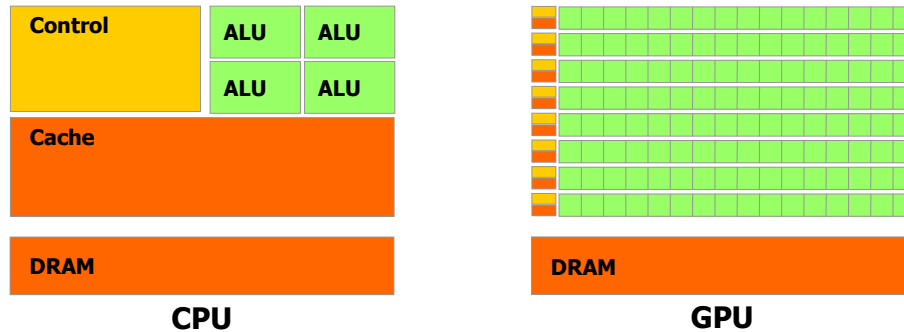 Control
ALU
ALU
ALU
ALU
Cache
DRAM
CPU
DRAM
GPU